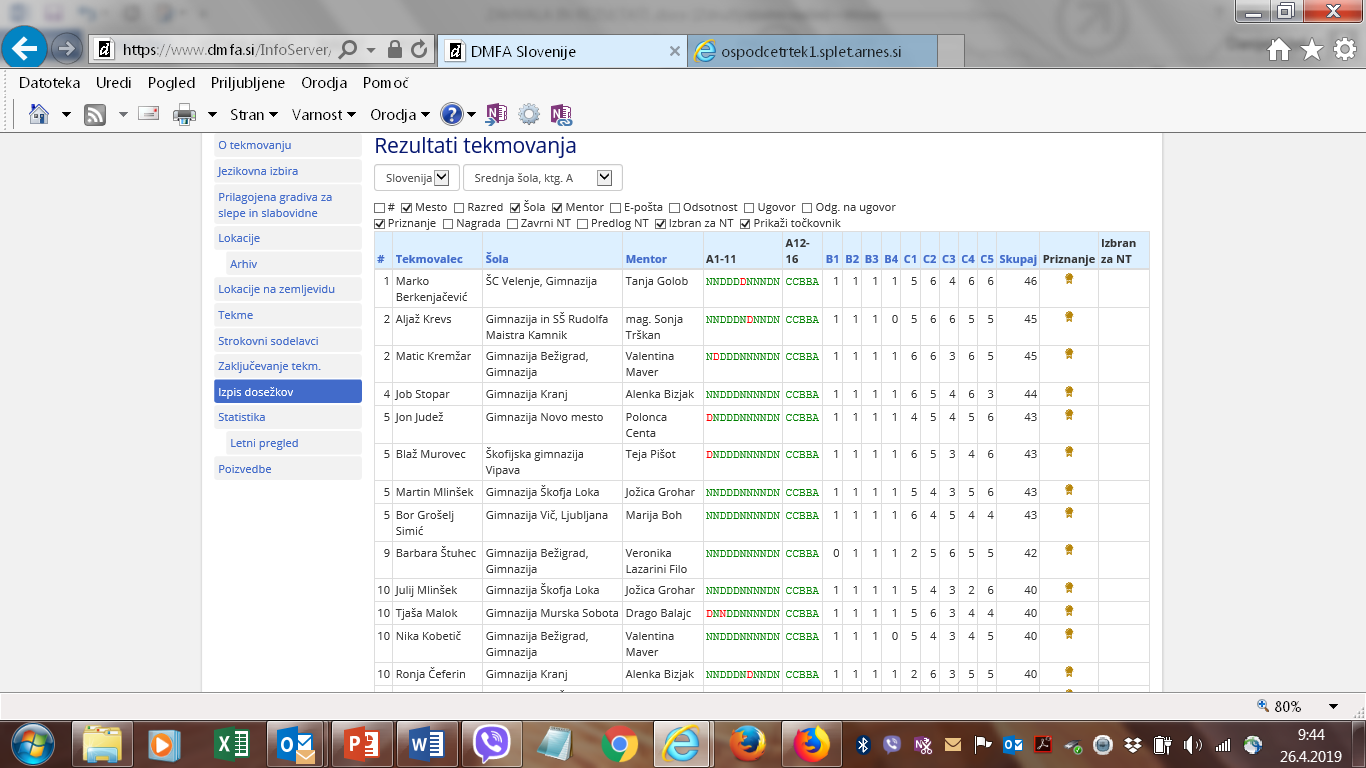 https://www.dmfa.si/InfoServer/
DMFA Slovenije
ospodcetrtek1.splet.arnes.si
Datoteka Uredi Pogled Priljubljene Orodja Pomoč
Stran Varnost Orodja
O tekmovanju
Jezikovna izbira
Prilagojena gradiva za
slepe in slabovidne
Lokacije
Arhiv
Lokacije na zemljevidu
Tekme
Strokovni sodelavci
Zaključevanje tekm.
Izpis dosežkov
Statistika
Letni pregled
Poizvedbe
Rezultati tekmovanja
Slovenija Srednja šola, ktg. A
# Mesto Razred Šola Mentor E-pošta Odsotnost Ugovor Odg. na ugovor
Priznanje Nagrada Zavrni NT Predlog NT Izbran za NT Prikaži točkovnik
# Tekmovalec Šola Mentor A1-11 A12-16 B1 B2 B3 B4 C1 C2 C3 C4 C5 Skupaj Priznanje Izbran za NT
1 Marko Berkenjačević ŠC Velenje, Gimnazija Tanja Golob NNDDDDNNNDN CCBBA 1 1 1 1 5 6 4 6 6 46
2 Aljaž Krevs Gimnazija in SŠ Rudolfa Maistra Kamnik mag. Sonja Trškan NNDDDNDNNDN CCBBA 1 1 1 0 5 6 6 5 5 45
2 Matic Kremžar Gimnazija Bežigrad, Gimnazija Valentina Maver NDDDDNNNNDN CCBBA 1 1 1 1 6 6 3 6 5 45
4 Job Stopar Gimnazija Kranj Alenka Bizjak NNDDDNNNNDN CCBBA 1 1 1 1 6 5 4 6 3 44
5 Jon Judež Gimnazija Novo mesto Polonca Centa DNDDDNNNNDN CCBBA 1 1 1 1 4 5 4 5 6 43
5 Blaž Murovec Škofijska gimnazija Vipava Teja Pišot DNDDDNNNNDN CCBBA 1 1 1 1 6 5 3 4 6 43
5 Martin Mlinšek Gimnazija Škofja Loka Jožica Grohar NNDDDNNNNDN CCBBA 1 1 1 1 5 4 3 5 6 43
5 Bor Grošelj Simić Gimnazija Vič, Ljubljana Marija Boh NNDDDNNNNDN CCBBA 1 1 1 1 6 4 5 4 4 43
9 Barbara Štuhec Gimnazija Bežigrad, Gimnazija Veronika Lazarini Filo NNDDDNNNNDN CCBBA 0 1 1 1 2 5 6 5 5 42
10 Julij Mlinšek Gimnazija Škofja Loka Jožica Grohar NNDDDNNNNDN CCBBA 1 1 1 1 5 4 3 2 6 40
10 Tjaša Malok Gimnazija Murska Sobota Drago Balajc DNNDDNNNNDN CCBBA 1 1 1 1 5 6 3 4 4 40
10 Nika Kobetič Gimnazija Bežigrad, Gimnazija Valentina Maver NNDDDNNNNDN CCBBA 1 1 1 0 5 4 3 4 5 40
10 Ronja Čeferin Gimnazija Kranj Alenka Bizjak NNDDDNDNNDN CCBBA 1 1 1 1 2 6 3 5 5 40
80%
9:44
26.4.2019